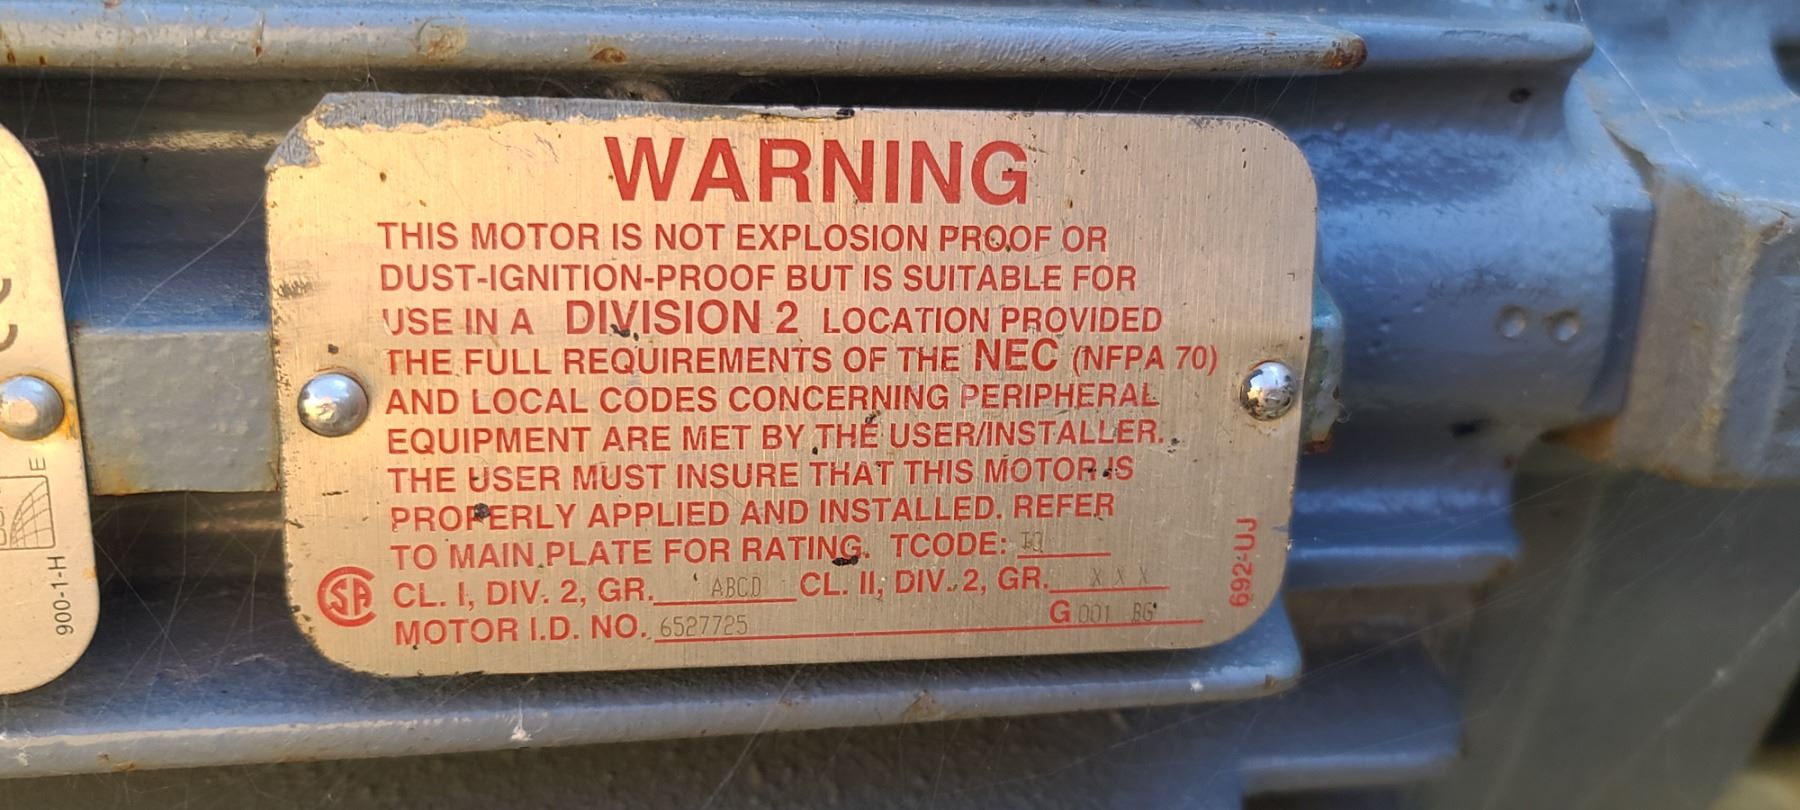 WARNING
THIS MOTOR IS NOT EXPLOSION PROOF OR
DUST-IGNITION-PROOF BUT IS SUITABLE FOR
USE IN A DIVISION 2 LOCATION PROVIDED
THE FULL REQUIREMENTS OF THE NEC (NFPA 70)
AND LOCAL CODES CONCERNING PERIPHERAL
EQUIPMENT ARE MET BY THE USER/INSTALLER.
THE USER MUST INSURE THAT THIS MOTOR IS
PROPERLY APPLIED AND INSTALLED. REFER
TO MAIN PLATE FOR RATING. TCODE:
CL. I, DIV. 2, GR. ABCD CL. II, DIV. 2, GR. X X X
MOTOR I.D. NO. 6527725 G 001 BG
692-UJ
900-1-H
E